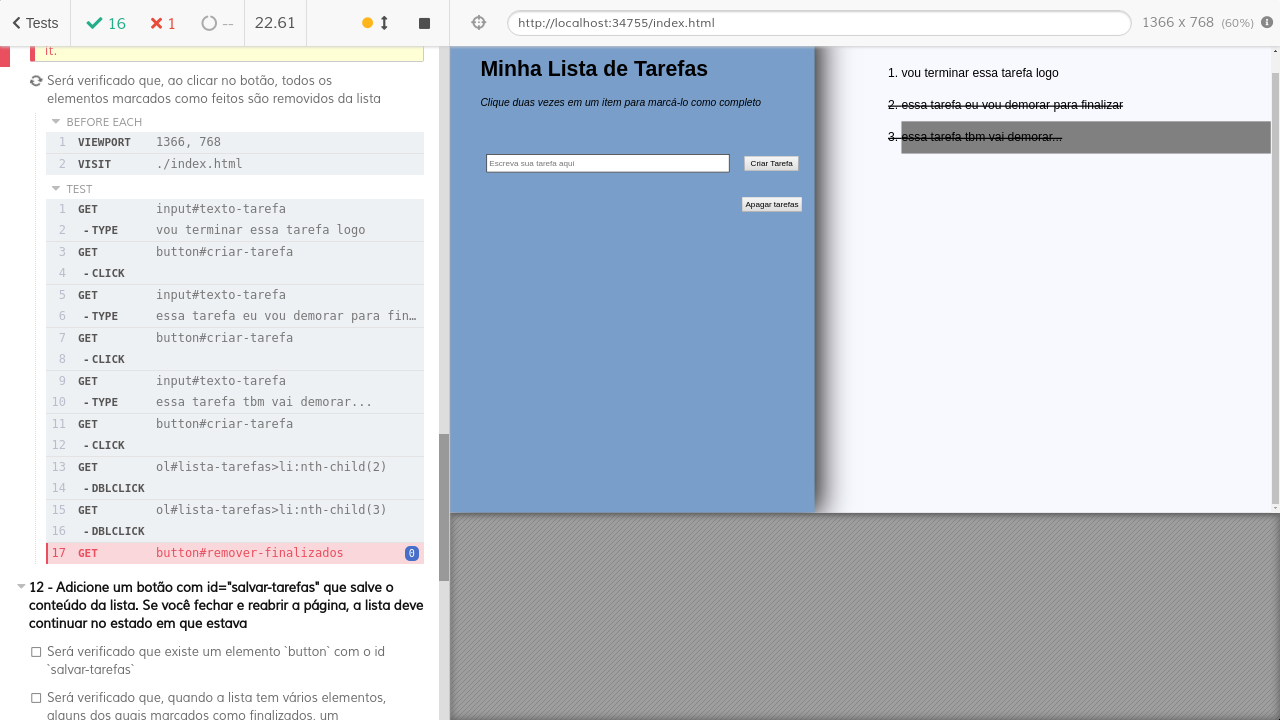 Tests 16 1 -- 22.61
it.
Será verificado que, ao clicar no botão, todos os
elementos marcados como feitos são removidos da lista
BEFORE EACH
1 VIEWPORT 1366, 768
2 VISIT ./index.html
TEST
1 GET input#texto-tarefa
2 -TYPE vou terminar essa tarefa logo
3 GET button#criar-tarefa
4 -CLICK
5 GET input#texto-tarefa
6 -TYPE essa tarefa eu vou demorar para fin…
7 GET button#criar-tarefa
8 -CLICK
9 GET input#texto-tarefa
10 -TYPE essa tarefa tbm vai demorar...
11 GET button#criar-tarefa
12 -CLICK
13 GET ol#lista-tarefas>li:nth-child(2)
14 -DBLCLICK
15 GET ol#lista-tarefas>li:nth-child(3)
16 -DBLCLICK
17 GET button#remover-finalizados 0
12 - Adicione um botão com id="salvar-tarefas" que salve o
conteúdo da lista. Se você fechar e reabrir a página, a lista deve
continuar no estado em que estava
Será verificado que existe um elemento `button` com o id
`salvar-tarefas`
Será verificado que, quando a lista tem vários elementos,
alguns dos quais marcados como finalizados, um
http://localhost:34755/index.html 1366 x 768 (60%)
Minha Lista de Tarefas
Clique duas vezes em um item para marcá-lo como completo
Escreva sua tarefa aqui Criar Tarefa
Apagar tarefas
1. vou terminar essa tarefa logo
2. essa tarefa eu vou demorar para finalizar
3. essa tarefa tbm vai demorar...